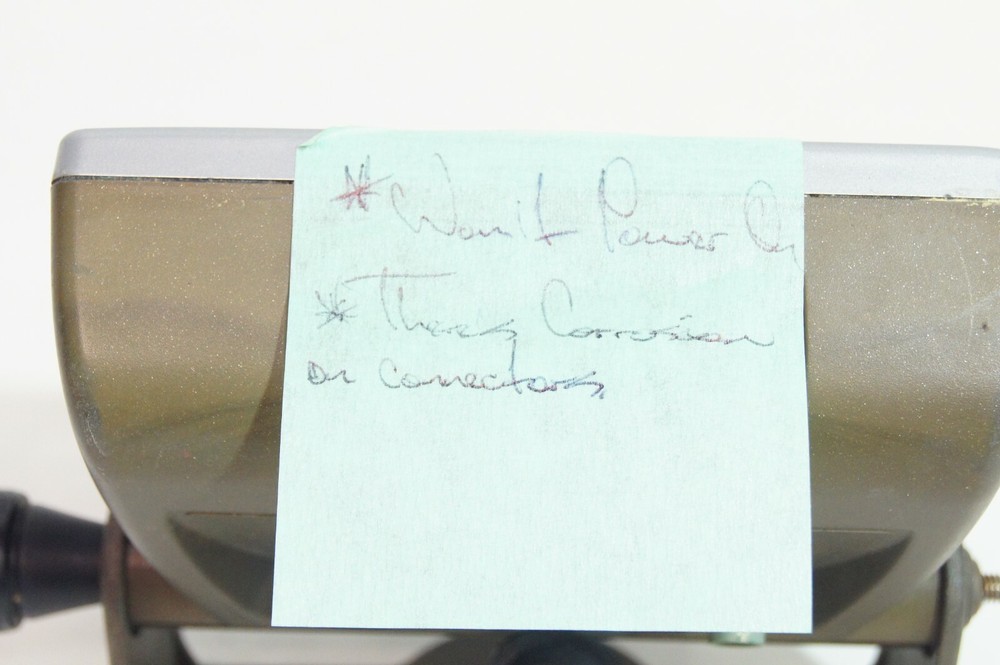 * Won't Power On
* There's Corrosion
on connectors.